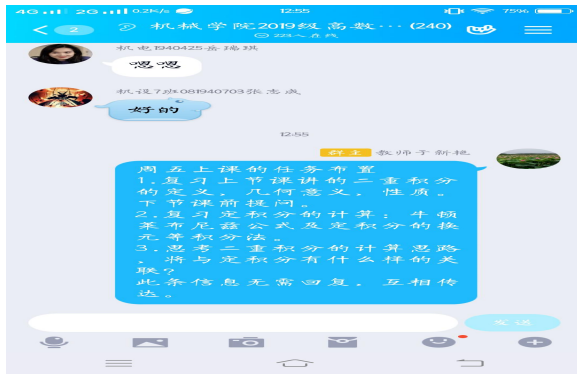 4G 2G 0.2K/s 12:55 75%
2 机械学院2019级高数… (240)
223人在线
机电1940425岳瑞琪
嗯嗯
机设7班081940703张志成
好的
12:55
群主 教师于新艳
周五上课的任务布置
1.复习上节课讲的二重积分
的定义,几何意义,性质。
下节课前提问。
2.复习定积分的计算:牛顿
莱布尼兹公式及定积分的换
元等积分法。
3.思考二重积分的计算思路
,将与定积分有什么样的关
联?
此条信息无需回复,互相传
达。
发送